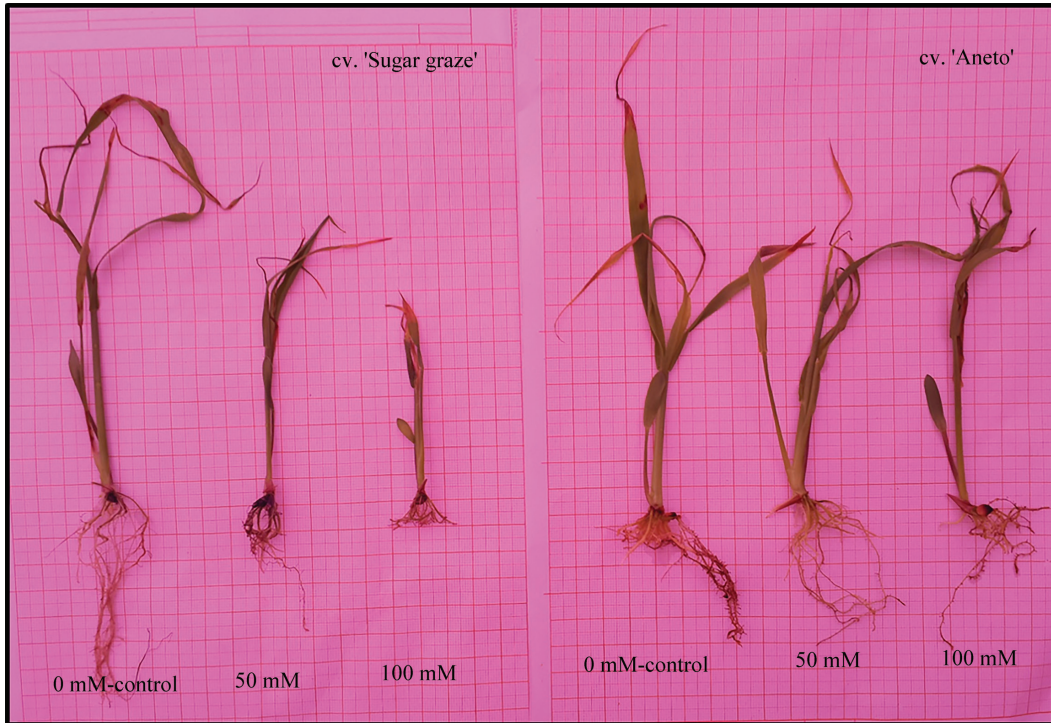 cv. 'Sugar graze'
cv. 'Aneto'
0 mM-control
50 mM
100 mM
0 mM-control
50 mM
100 mM